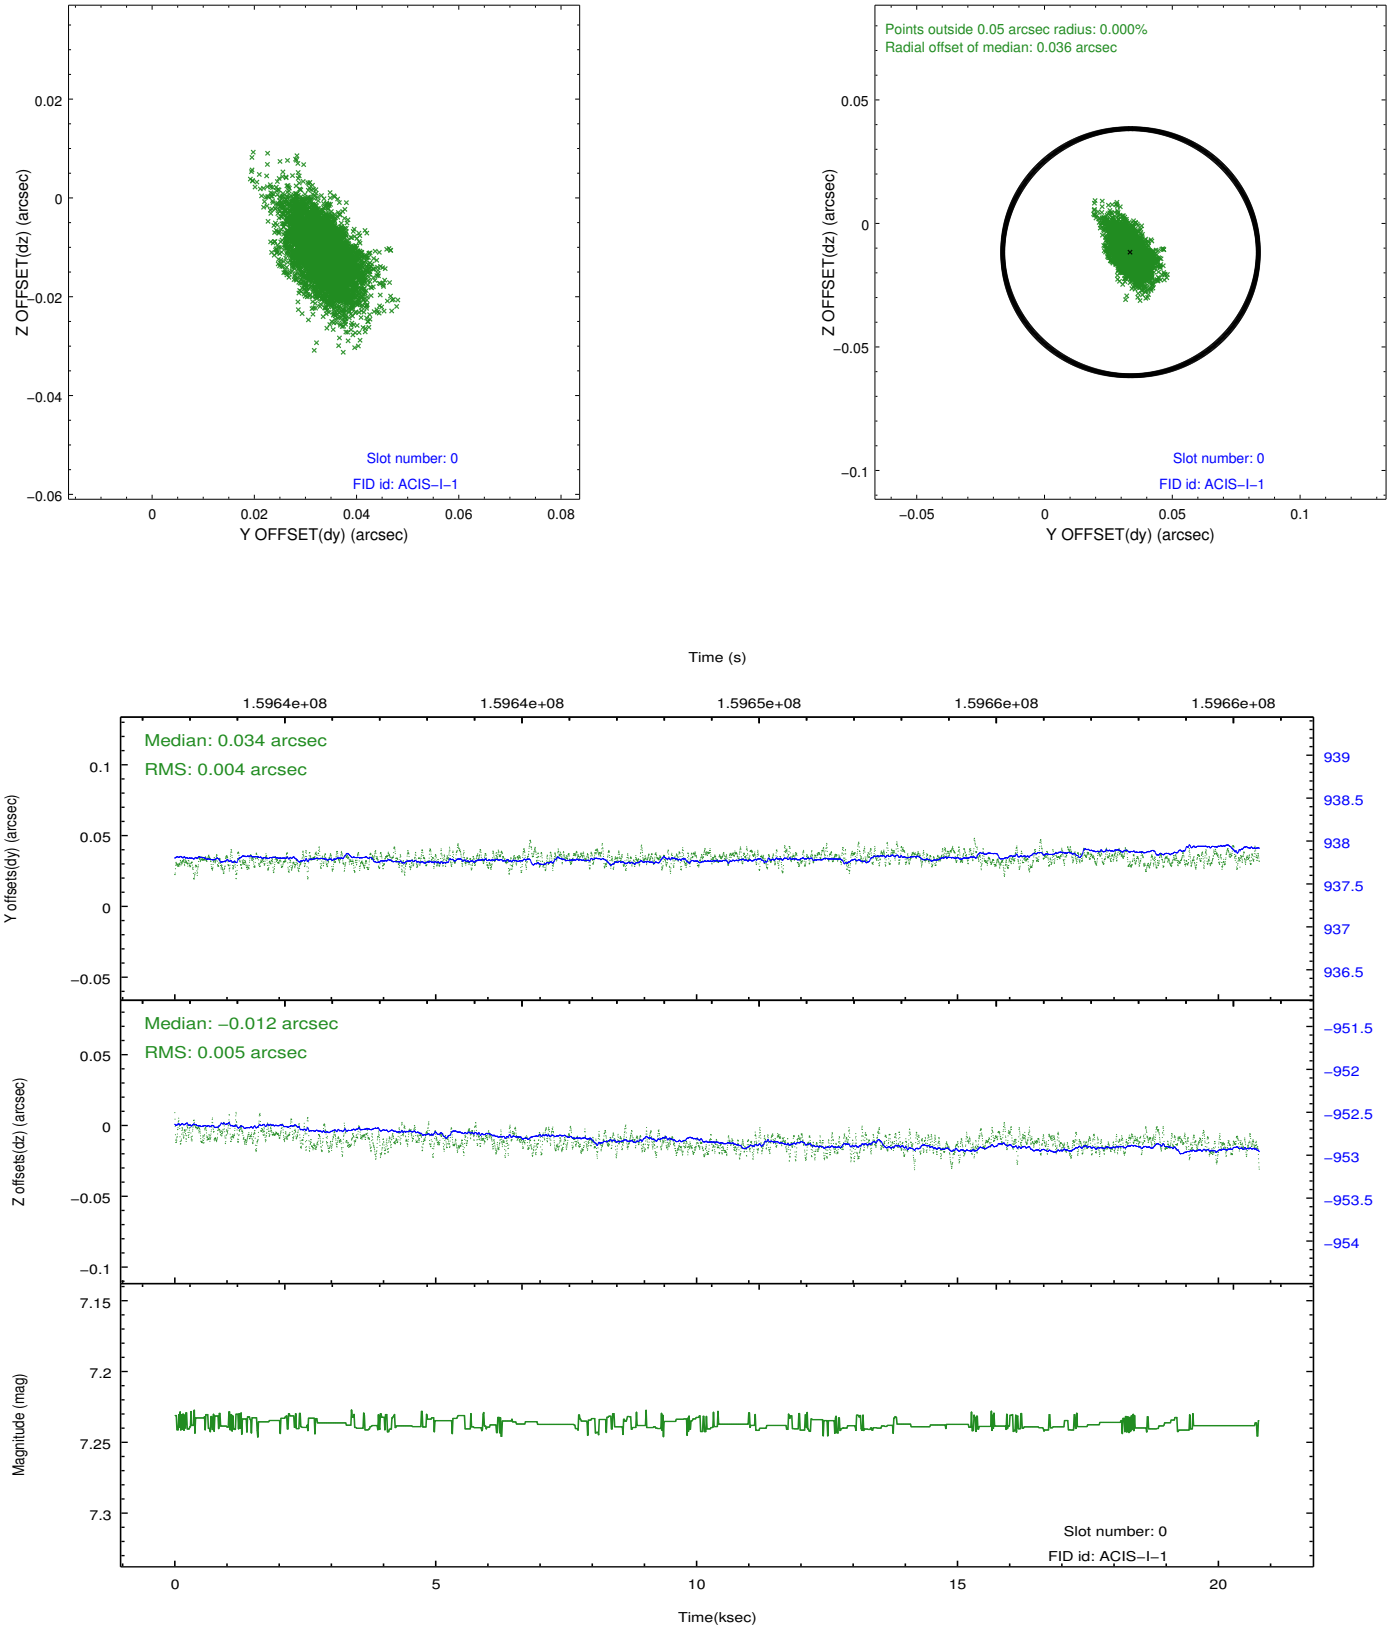 0.02
0
−0.02
−0.04
−0.06
Z OFFSET(dz) (arcsec)
Slot number: 0
FID id: ACIS−I−1
0
0.02
0.04
0.06
0.08
Y OFFSET(dy) (arcsec)
Points outside 0.05 arcsec radius: 0.000%
Radial offset of median: 0.036 arcsec
0.05
0
−0.05
−0.1
Z OFFSET(dz) (arcsec)
Slot number: 0
FID id: ACIS−I−1
−0.05
0
0.05
0.1
Y OFFSET(dy) (arcsec)
Time (s)
1.5964e+08
1.5964e+08
1.5965e+08
1.5966e+08
1.5966e+08
Median: 0.034 arcsec
RMS: 0.004 arcsec
0.1
0.05
0
−0.05
Y offsets(dy) (arcsec)
939
938.5
938
937.5
937
936.5
Median: −0.012 arcsec
RMS: 0.005 arcsec
0.05
0
−0.05
−0.1
Z offsets(dz) (arcsec)
−951.5
−952
−952.5
−953
−953.5
−954
7.15
7.2
7.25
7.3
Magnitude (mag)
Slot number: 0
FID id: ACIS−I−1
0
5
10
15
20
Time(ksec)